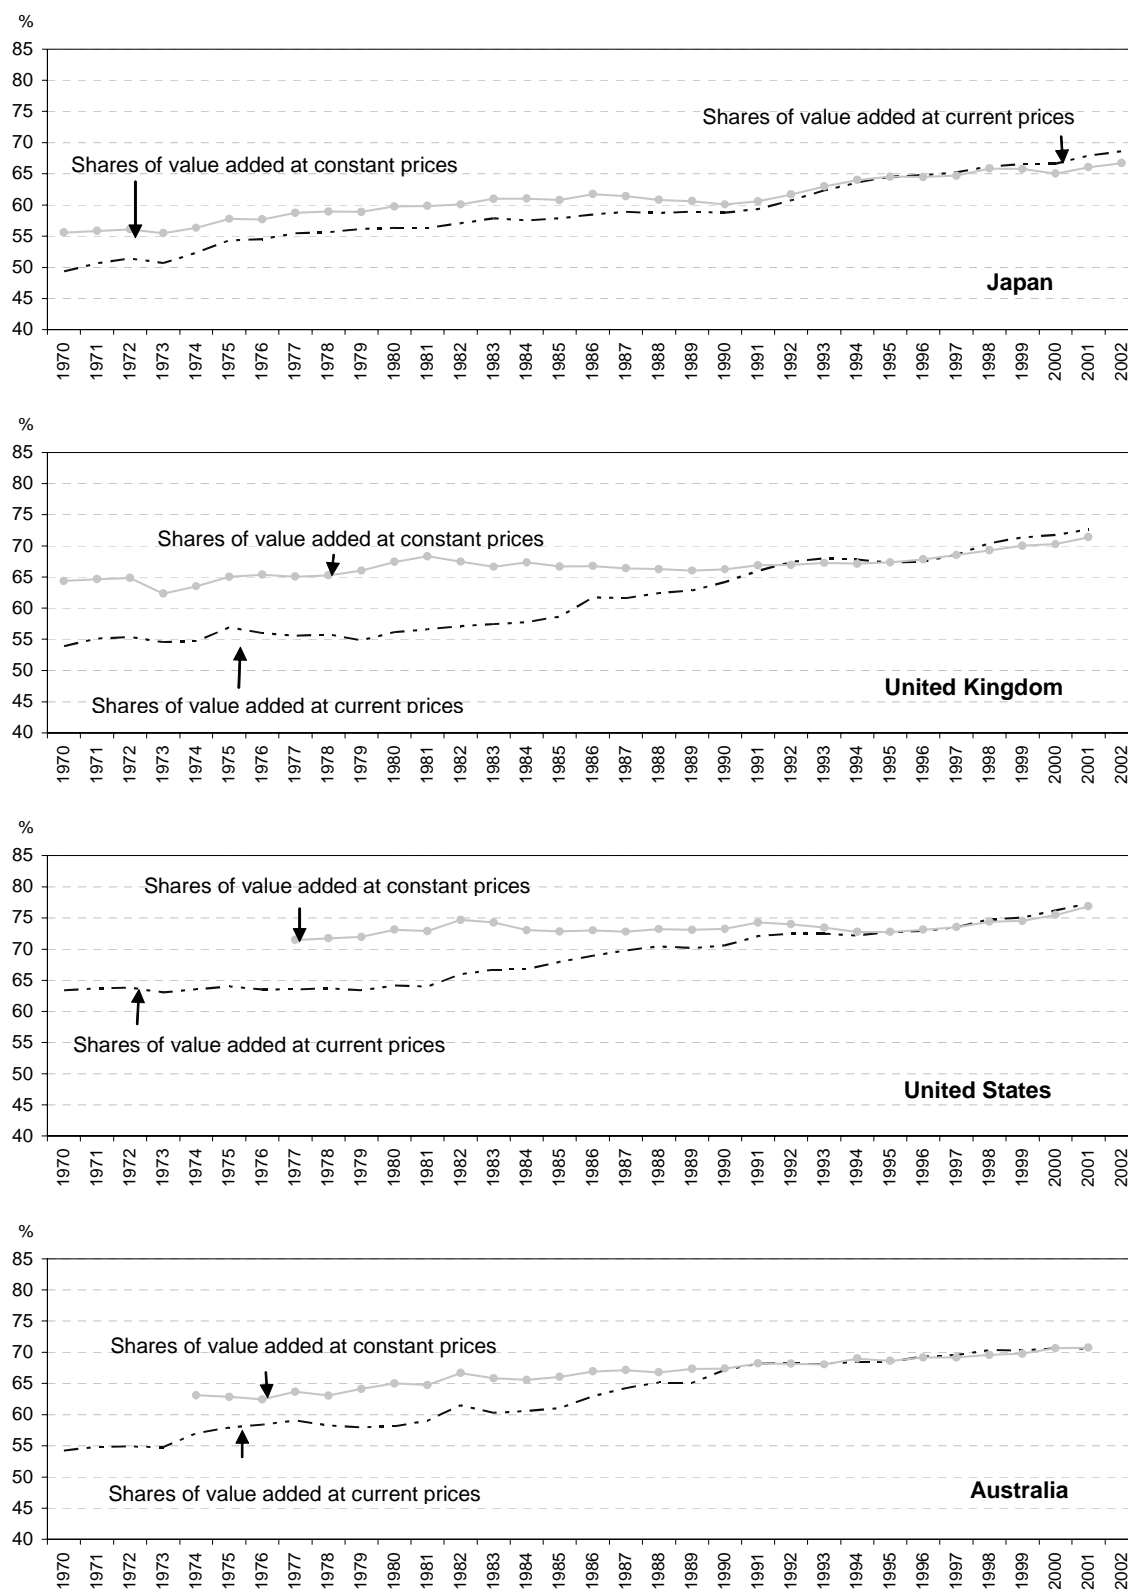 %
85
80
75
70
65
60
55
50
45
40
Shares of value added at current prices
Shares of value added at constant prices
Japan
1970 1971 1972 1973 1974 1975 1976 1977 1978 1979 1980 1981 1982 1983 1984 1985 1986 1987 1988 1989 1990 1991 1992 1993 1994 1995 1996 1997 1998 1999 2000 2001 2002
%
85
80
75
70
65
60
55
50
45
40
Shares of value added at constant prices
United Kingdom
Shares of value added at current prices
1970 1971 1972 1973 1974 1975 1976 1977 1978 1979 1980 1981 1982 1983 1984 1985 1986 1987 1988 1989 1990 1991 1992 1993 1994 1995 1996 1997 1998 1999 2000 2001 2002
%
85
80
75
70
65
60
55
50
45
40
Shares of value added at constant prices
Shares of value added at current prices
United States
1970 1971 1972 1973 1974 1975 1976 1977 1978 1979 1980 1981 1982 1983 1984 1985 1986 1987 1988 1989 1990 1991 1992 1993 1994 1995 1996 1997 1998 1999 2000 2001 2002
%
85
80
75
70
65
60
55
50
45
40
Shares of value added at constant prices
Shares of value added at current prices
Australia
1970 1971 1972 1973 1974 1975 1976 1977 1978 1979 1980 1981 1982 1983 1984 1985 1986 1987 1988 1989 1990 1991 1992 1993 1994 1995 1996 1997 1998 1999 2000 2001 2002